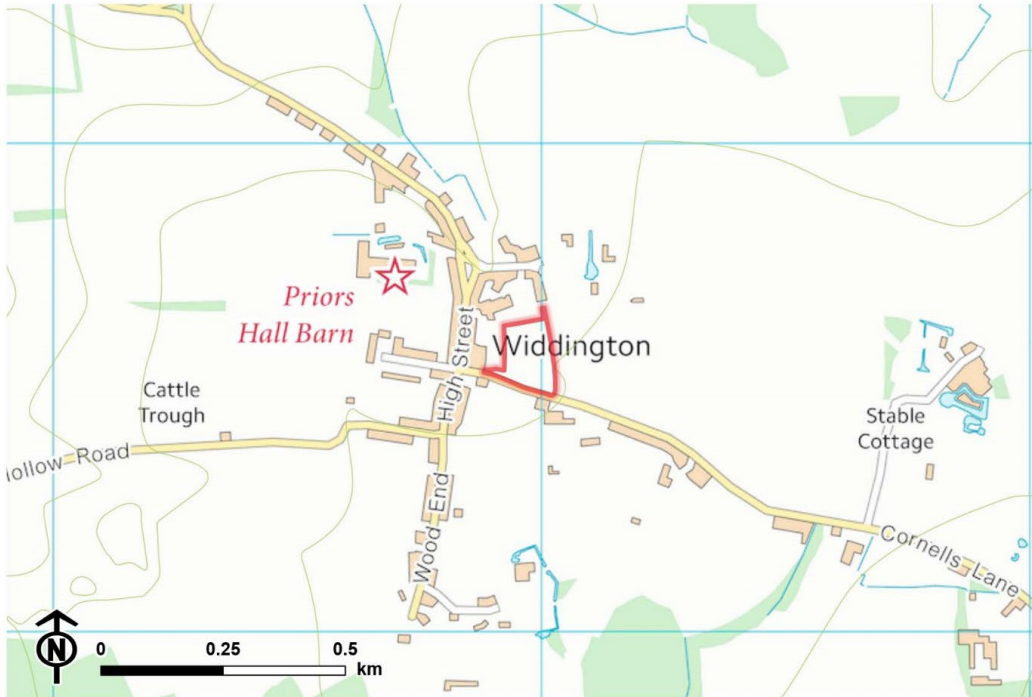 Priors
Hall Barn
High Street
Widdington
Cattle
Trough
Stable
Cottage
ollow Road
Wood End
Cornells Lane
N
0 0.25 0.5
km